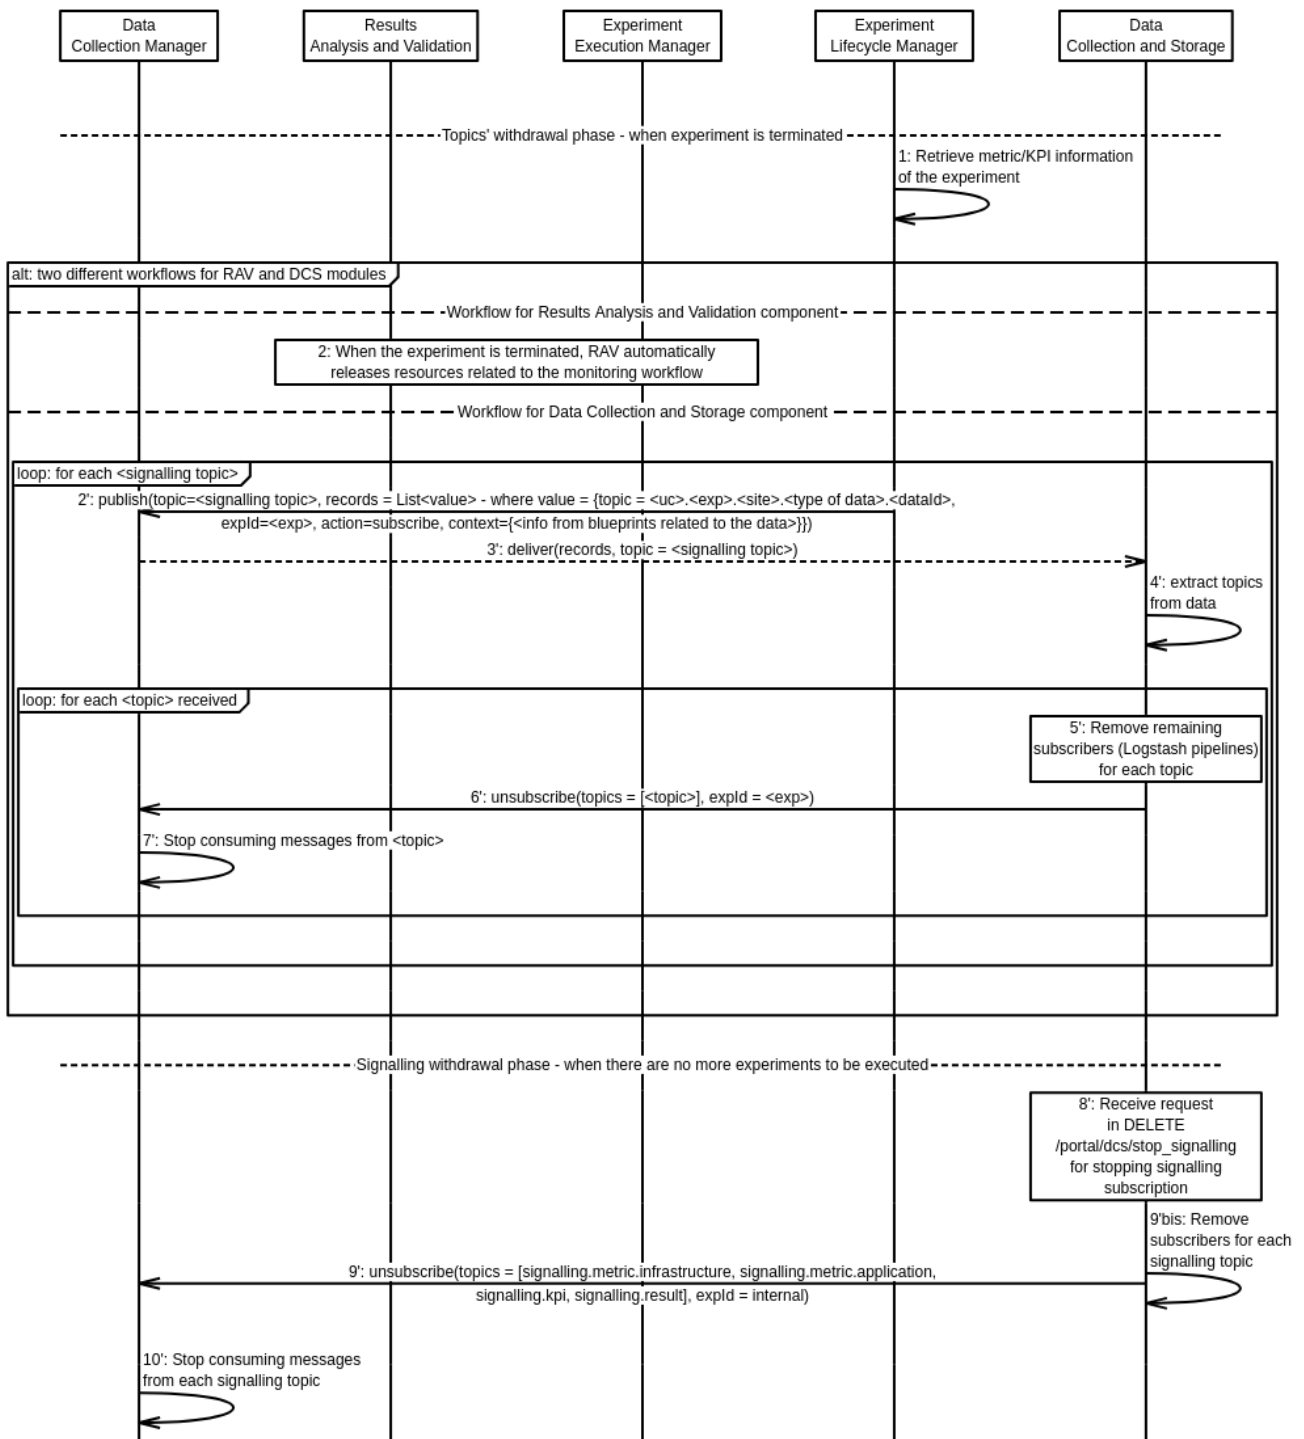 Data
Collection Manager
Results
Analysis and Validation
Experiment
Execution Manager
Experiment
Lifecycle Manager
Data
Collection and Storage
Topics' withdrawal phase - when experiment is terminated
1: Retrieve metric/KPI information
of the experiment
alt: two different workflows for RAV and DCS modules
Workflow for Results Analysis and Validation component
2: When the experiment is terminated, RAV automatically
releases resources related to the monitoring workflow
Workflow for Data Collection and Storage component
loop: for each <signalling topic>
2': publish(topic=<signalling topic>, records = List<value> - where value = {topic = <uc>.<exp>.<site>.<type of data>.<dataId>,
expId=<exp>, action=subscribe, context={<info from blueprints related to the data>}})
3': deliver(records, topic = <signalling topic>)
4': extract topics
from data
loop: for each <topic> received
5': Remove remaining
subscribers (Logstash pipelines)
for each topic
6': unsubscribe(topics = [<topic>], expId = <exp>)
7': Stop consuming messages from <topic>
Signalling withdrawal phase - when there are no more experiments to be executed
8': Receive request
in DELETE
/portal/dcs/stop_signalling
for stopping signalling
subscription
9'bis: Remove
subscribers for each
signalling topic
9': unsubscribe(topics = [signalling.metric.infrastructure, signalling.metric.application,
signalling.kpi, signalling.result], expId = internal)
10': Stop consuming messages
from each signalling topic